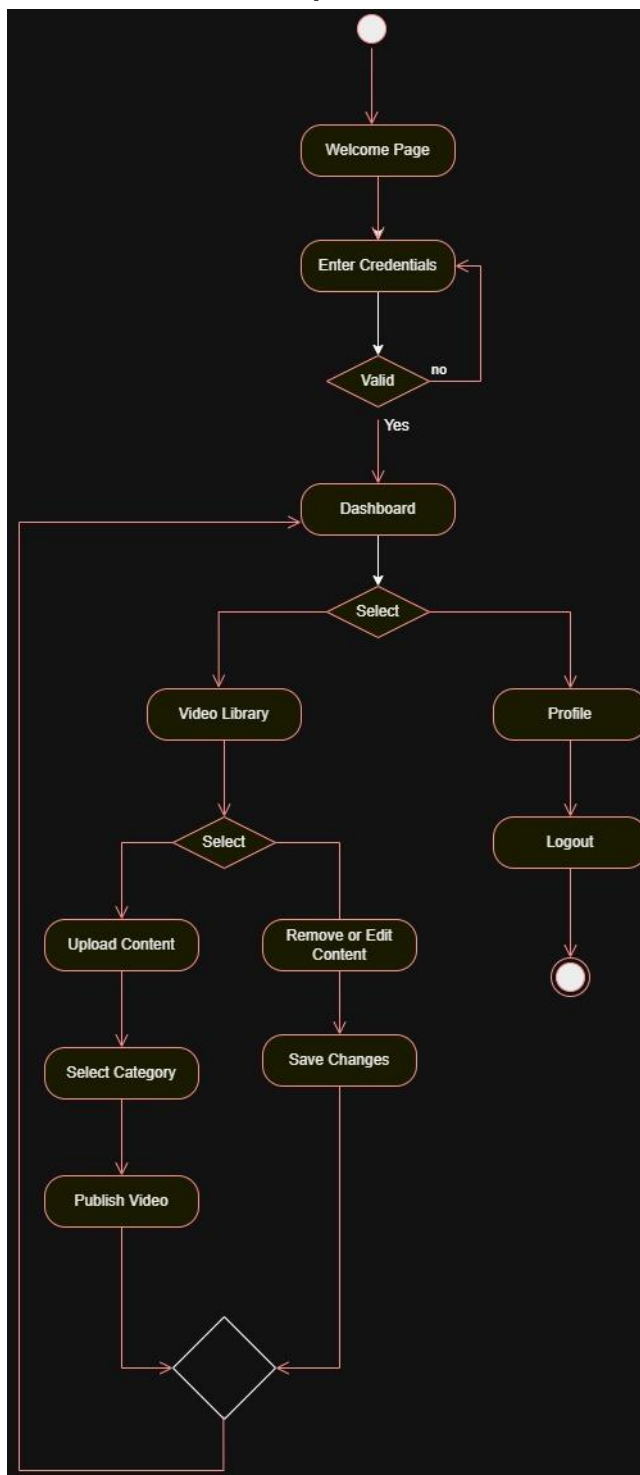 Welcome Page
Enter Credentials
Valid
no
Yes
Dashboard
Select
Video Library
Profile
Select
Logout
Upload Content
Remove or Edit
Content
Select Category
Save Changes
Publish Video